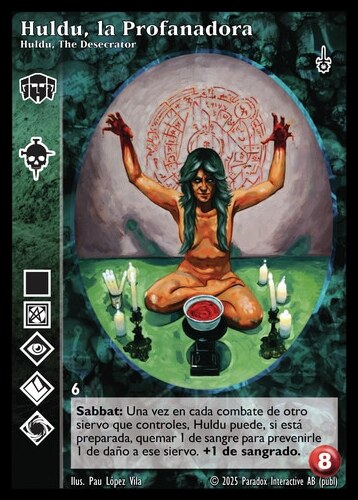 Huldu, la Profanadora
Huldu, The Desecrator
6
Sabbat: Una vez en cada combate de otro
siervo que controles, Huldu puede, si está
preparada, quemar 1 de sangre para prevenirle
1 de daño a ese siervo. +1 de sangrado.
8
Ilus. Pau López Vila
© 2025 Paradox Interactive AB (publ)